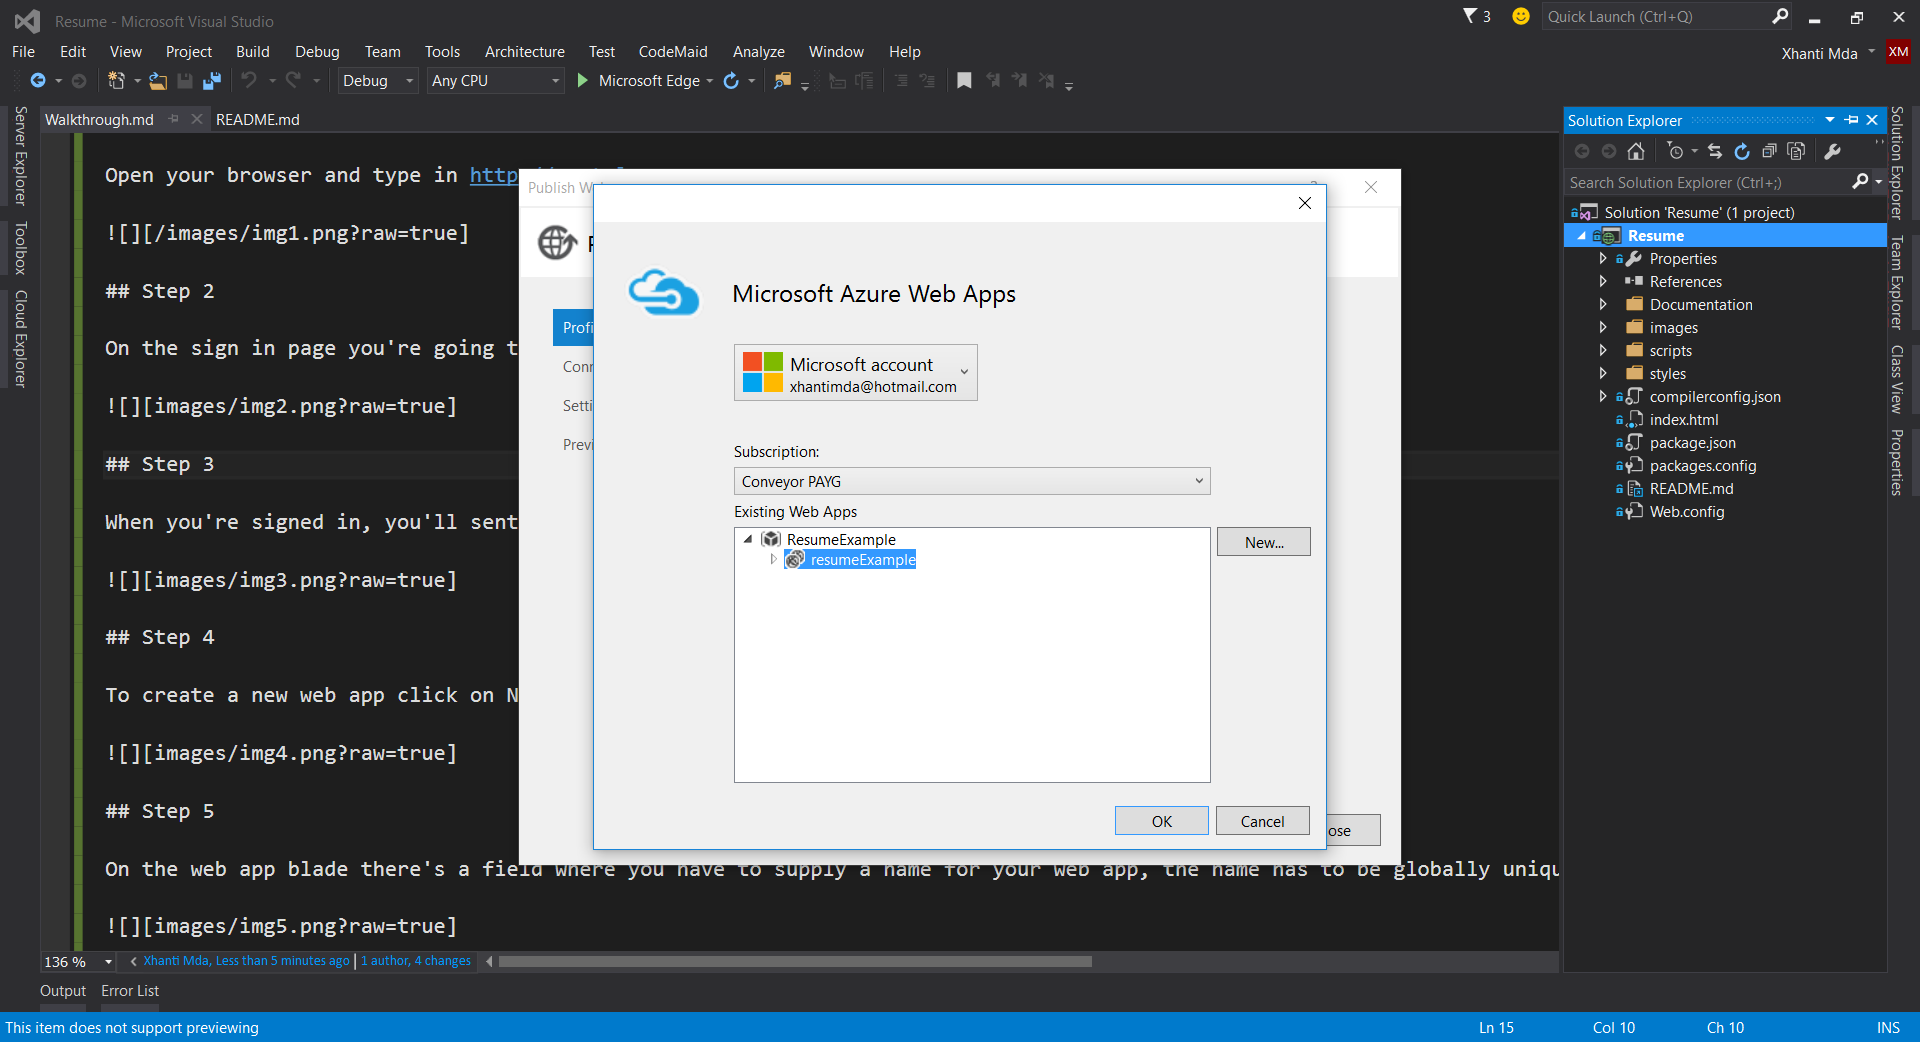 Resume - Microsoft Visual Studio
3
Quick Launch (Ctrl+Q)
File Edit View Project Build Debug Team Tools Architecture Test CodeMaid Analyze Window Help
Xhanti Mda XM
Debug Any CPU Microsoft Edge
Server Explorer
Toolbox
Cloud Explorer
Walkthrough.md README.md
Open your browser and type in http
![][/images/img1.png?raw=true]
## Step 2
On the sign in page you're going t
![][images/img2.png?raw=true]
## Step 3
When you're signed in, you'll sent
![][images/img3.png?raw=true]
## Step 4
To create a new web app click on N
![][images/img4.png?raw=true]
## Step 5
On the web app blade there's a field where you have to supply a name for your web app, the name has to be globally uniqu
![][images/img5.png?raw=true]
Publish W
Profi
Conn
Setti
Previ
ose
Microsoft Azure Web Apps
Microsoft account
xhantimda@hotmail.com
Subscription:
Conveyor PAYG
Existing Web Apps
ResumeExample
resumeExample
New...
OK Cancel
Solution Explorer
Search Solution Explorer (Ctrl+;)
Solution 'Resume' (1 project)
Resume
Properties
References
Documentation
images
scripts
styles
compilerconfig.json
index.html
package.json
packages.config
README.md
Web.config
Solution Explorer
Team Explorer
Class View
Properties
136 % Xhanti Mda, Less than 5 minutes ago | 1 author, 4 changes
Output Error List
This item does not support previewing Ln 15 Col 10 Ch 10 INS